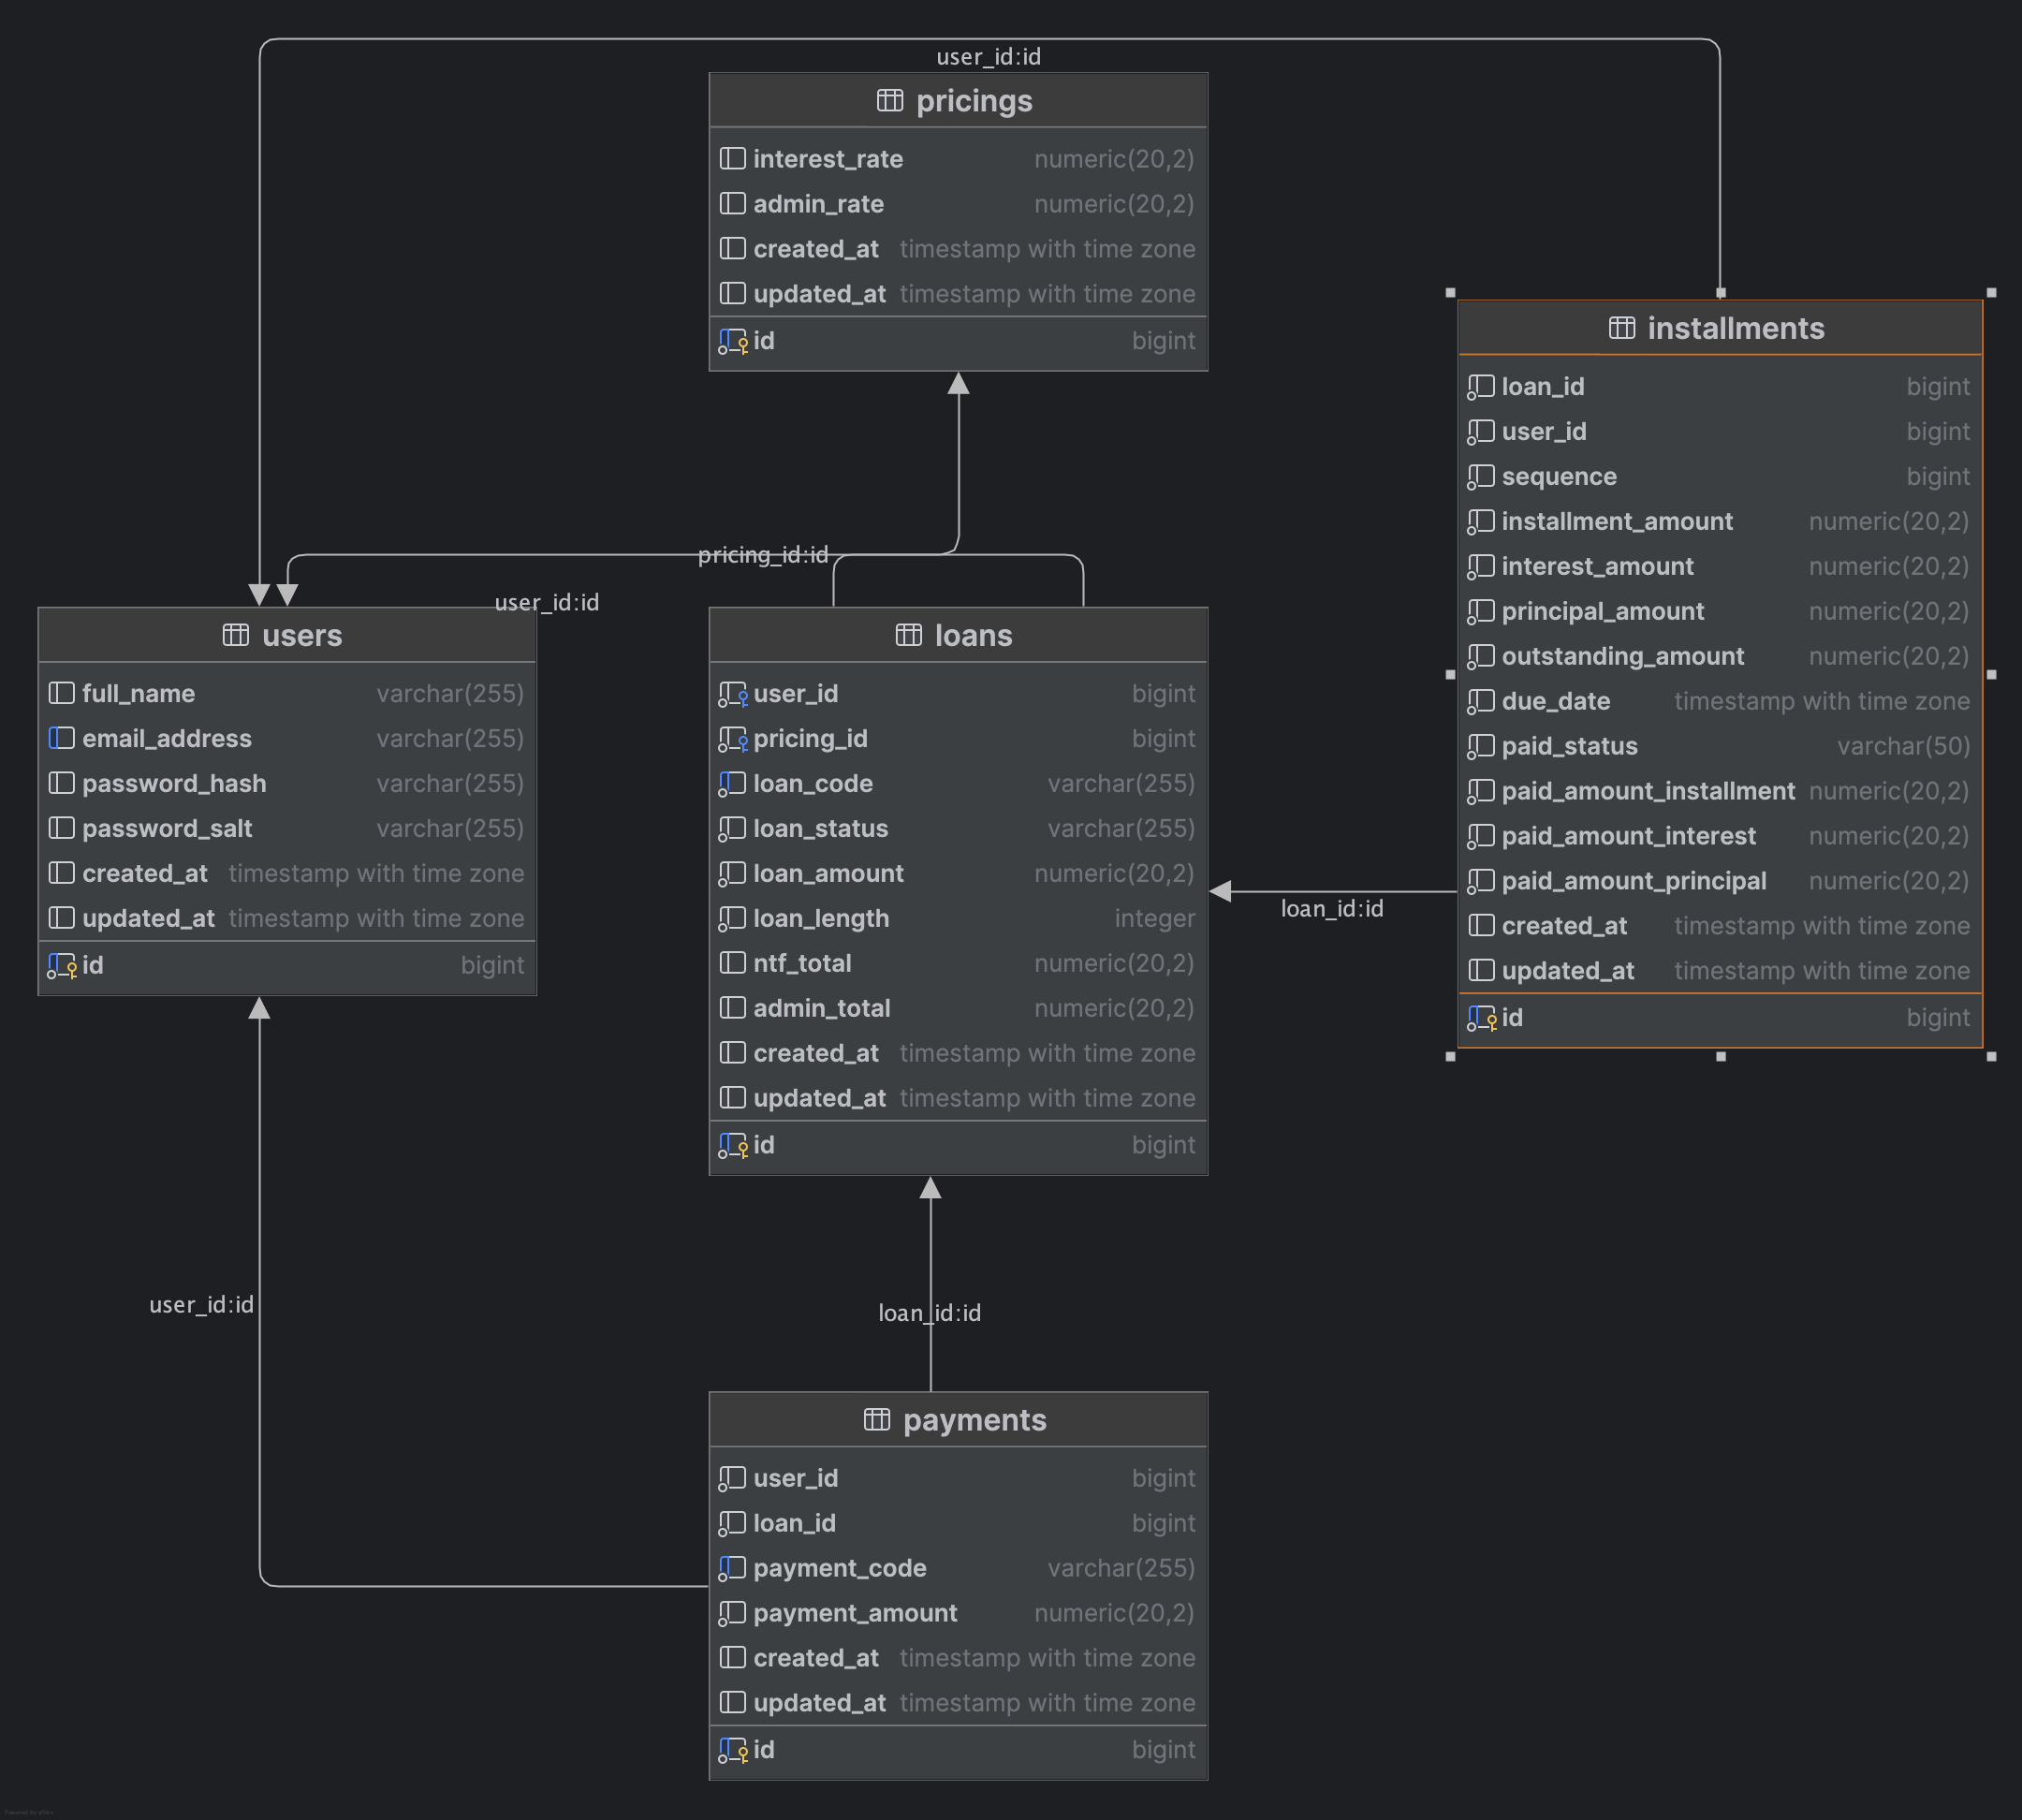 user_id:id
pricings
interest_rate numeric(20,2)
admin_rate numeric(20,2)
created_at timestamp with time zone
updated_at timestamp with time zone
id bigint
installments
loan_id bigint
user_id bigint
sequence bigint
installment_amount numeric(20,2)
interest_amount numeric(20,2)
principal_amount numeric(20,2)
outstanding_amount numeric(20,2)
due_date timestamp with time zone
paid_status varchar(50)
paid_amount_installment numeric(20,2)
paid_amount_interest numeric(20,2)
paid_amount_principal numeric(20,2)
created_at timestamp with time zone
updated_at timestamp with time zone
id bigint
pricing_id:id
user_id:id
users
full_name varchar(255)
email_address varchar(255)
password_hash varchar(255)
password_salt varchar(255)
created_at timestamp with time zone
updated_at timestamp with time zone
id bigint
loans
user_id bigint
pricing_id bigint
loan_code varchar(255)
loan_status varchar(255)
loan_amount numeric(20,2)
loan_length integer
ntf_total numeric(20,2)
admin_total numeric(20,2)
created_at timestamp with time zone
updated_at timestamp with time zone
id bigint
loan_id:id
user_id:id
loan_id:id
payments
user_id bigint
loan_id bigint
payment_code varchar(255)
payment_amount numeric(20,2)
created_at timestamp with time zone
updated_at timestamp with time zone
id bigint
Powered by yFiles